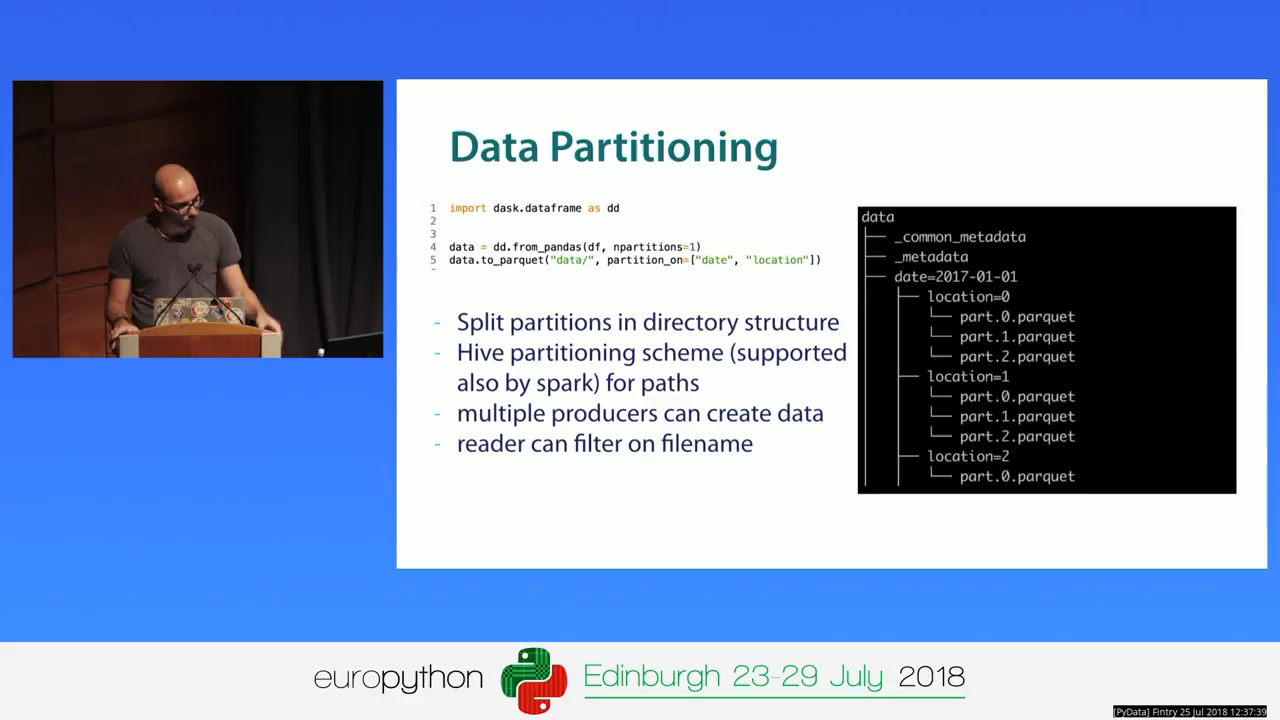 Data Partitioning
1 import dask.dataframe as dd
2
3
4 data = dd.from_pandas(df, npartitions=1)
5 data.to_parquet("data/", partition_on=["date", "location"])
- Split partitions in directory structure
- Hive partitioning scheme (supported
also by spark) for paths
- multiple producers can create data
- reader can filter on filename
data
├── _common_metadata
├── _metadata
├── date=2017-01-01
│   ├── location=0
│   │   └── part.0.parquet
│   │   └── part.1.parquet
│   │   └── part.2.parquet
│   ├── location=1
│   │   └── part.0.parquet
│   │   └── part.1.parquet
│   │   └── part.2.parquet
│   ├── location=2
│   │   └── part.0.parquet
europython Edinburgh 23-29 July 2018
[PyData] Fintry 25 Jul 2018 12:37:39